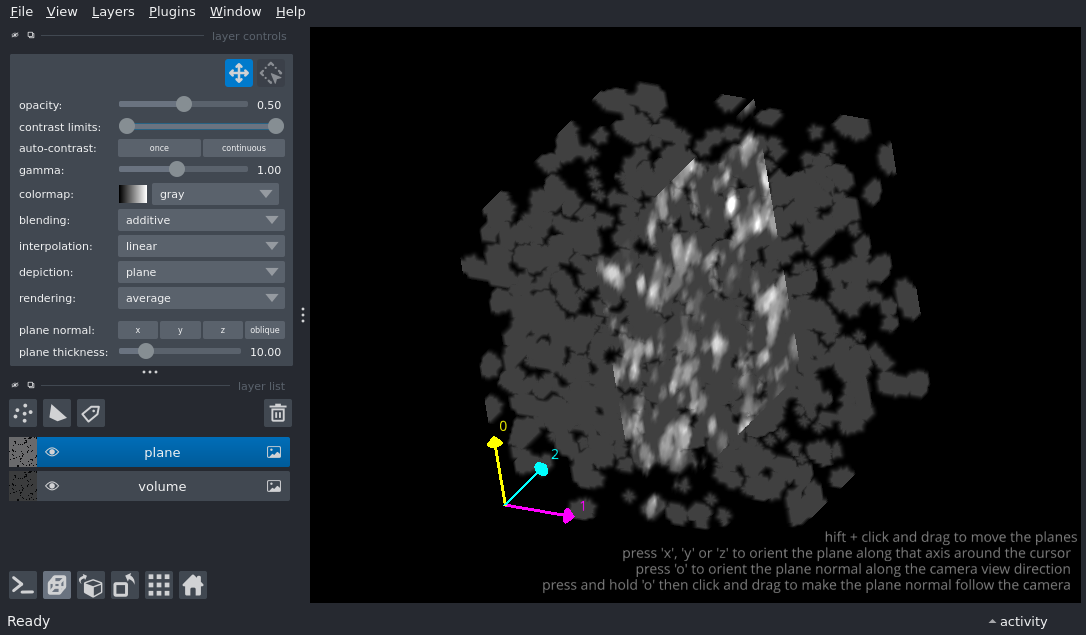 File View Layers Plugins Window Help
layer controls
opacity: 0.50
contrast limits:
auto-contrast: once continuous
gamma: 1.00
colormap: gray
blending: additive
interpolation: linear
depiction: plane
rendering: average
plane normal: x y z oblique
plane thickness: 10.00
layer list
plane
volume
0
2
1
hift + click and drag to move the planes
press 'x', 'y' or 'z' to orient the plane along that axis around the cursor
press 'o' to orient the plane normal along the camera view direction
press and hold 'o' then click and drag to make the plane normal follow the camera
Ready
activity